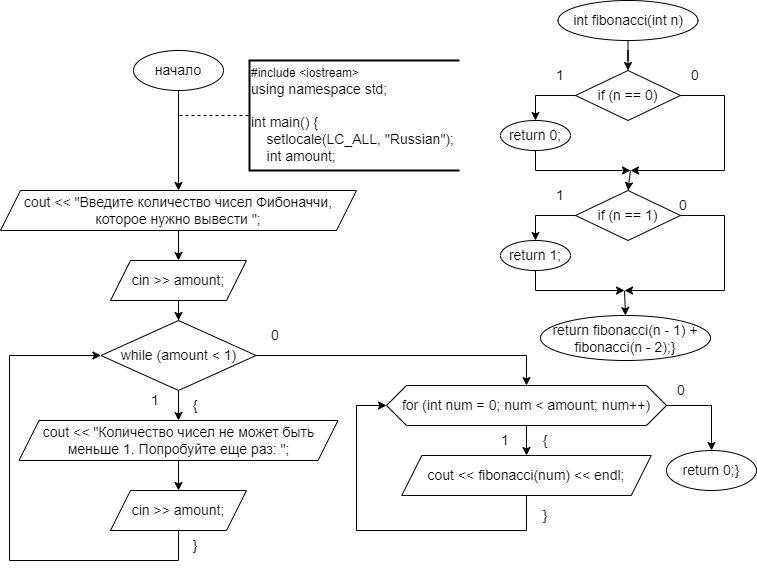 начало
#include <iostream>
using namespace std;
int main() {
setlocale(LC_ALL, "Russian");
int amount;
cout << "Введите количество чисел Фибоначчи,
которое нужно вывести ";
cin >> amount;
while (amount < 1)
0
1
{
cout << "Количество чисел не может быть
меньше 1. Попробуйте еще раз: ";
cin >> amount;
}
for (int num = 0; num < amount; num++)
0
1
{
cout << fibonacci(num) << endl;
}
return 0;}
int fibonacci(int n)
1
0
if (n == 0)
return 0;
1
0
if (n == 1)
return 1;
return fibonacci(n - 1) +
fibonacci(n - 2);}